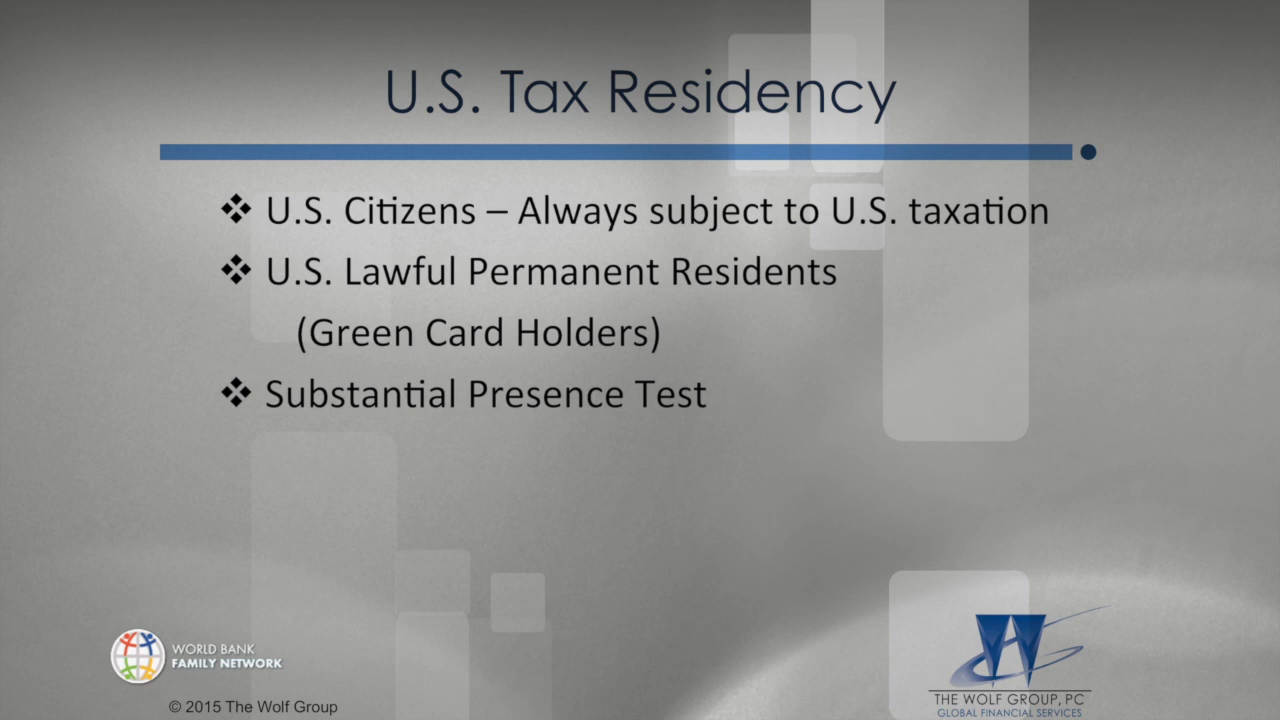 U.S. Tax Residency
❖ U.S. Citizens – Always subject to U.S. taxation
❖ U.S. Lawful Permanent Residents
(Green Card Holders)
❖ Substantial Presence Test
WORLD BANK
FAMILY NETWORK
© 2015 The Wolf Group
THE WOLF GROUP, PC
GLOBAL FINANCIAL SERVICES